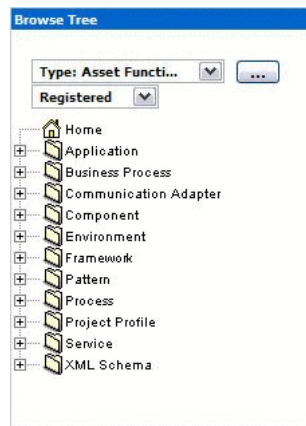 Browse Tree
Type: Asset Functi...
...
Registered
Home
Application
Business Process
Communication Adapter
Component
Environment
Framework
Pattern
Process
Project Profile
Service
XML Schema